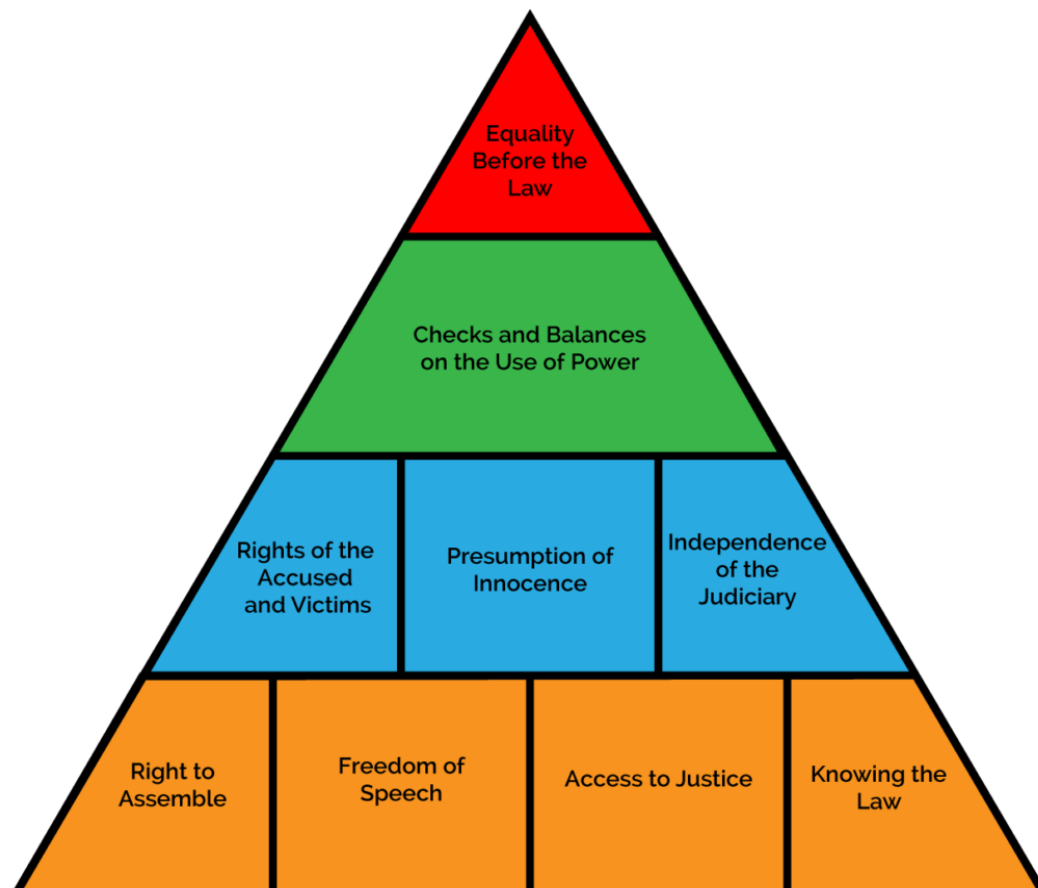 Equality
Before the
Law
Checks and Balances
on the Use of Power
Rights of the
Accused
and Victims
Presumption of
Innocence
Independence
of the
Judiciary
Right to
Assemble
Freedom of
Speech
Access to Justice
Knowing the
Law